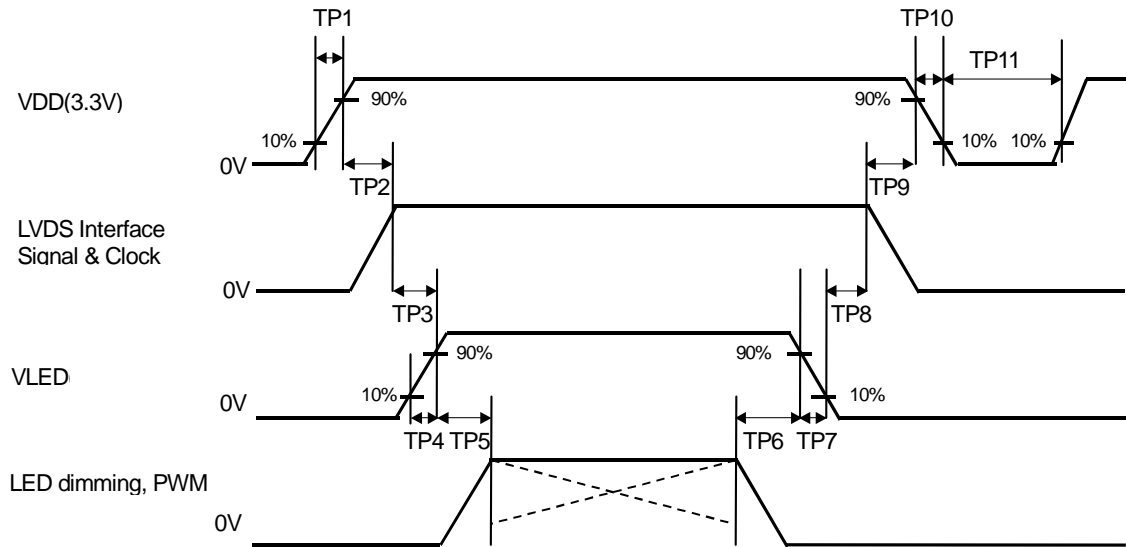 TP1
TP10
TP11
VDD(3.3V)
90%
90%
10%
10%
10%
0V
TP2
TP9
LVDS Interface
Signal & Clock
0V
TP3
TP8
90%
90%
VLED
10%
10%
0V
TP4
TP5
TP6
TP7
LED dimming, PWM
0V